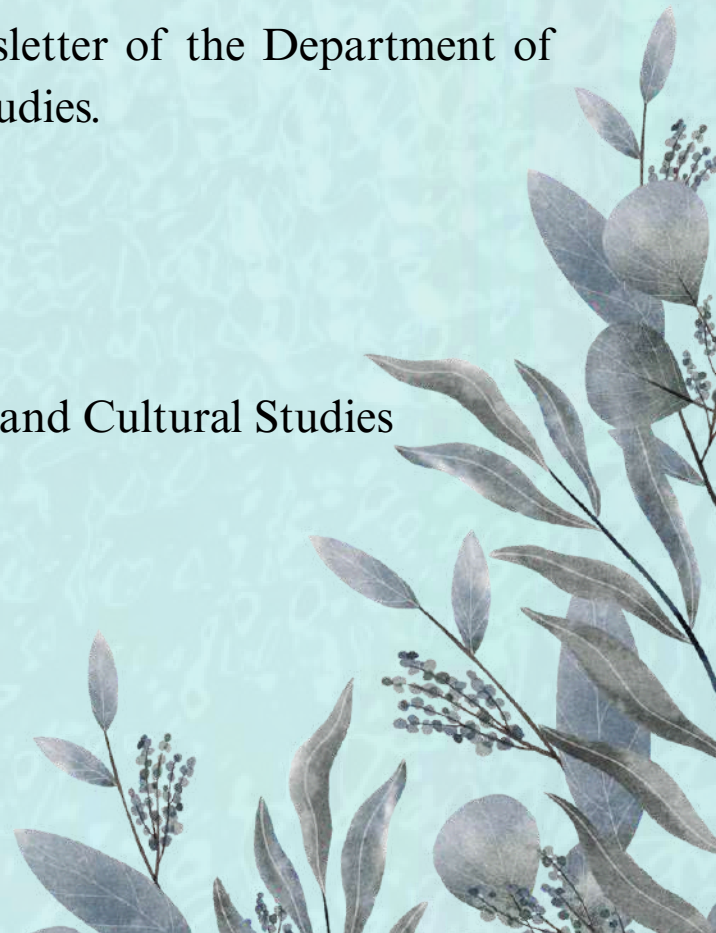 sletter of the Department of
udies.
and Cultural Studies